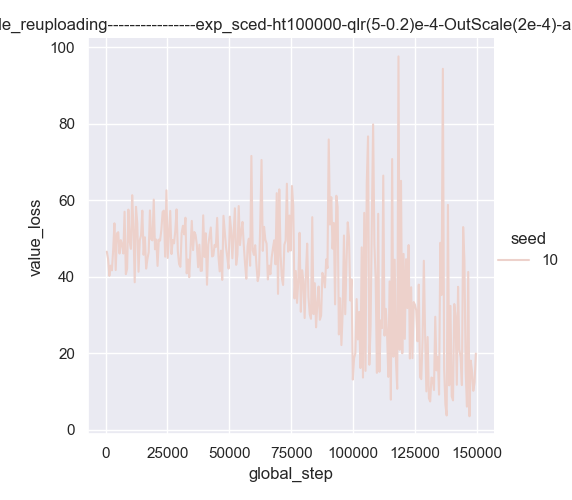 le_reuploading----------------exp_sced-ht100000-qlr(5-0.2)e-4-OutScale(2e-4)-a
100
80
60
40
20
0
value_loss
0 25000 50000 75000 100000 125000 150000
global_step
seed
10